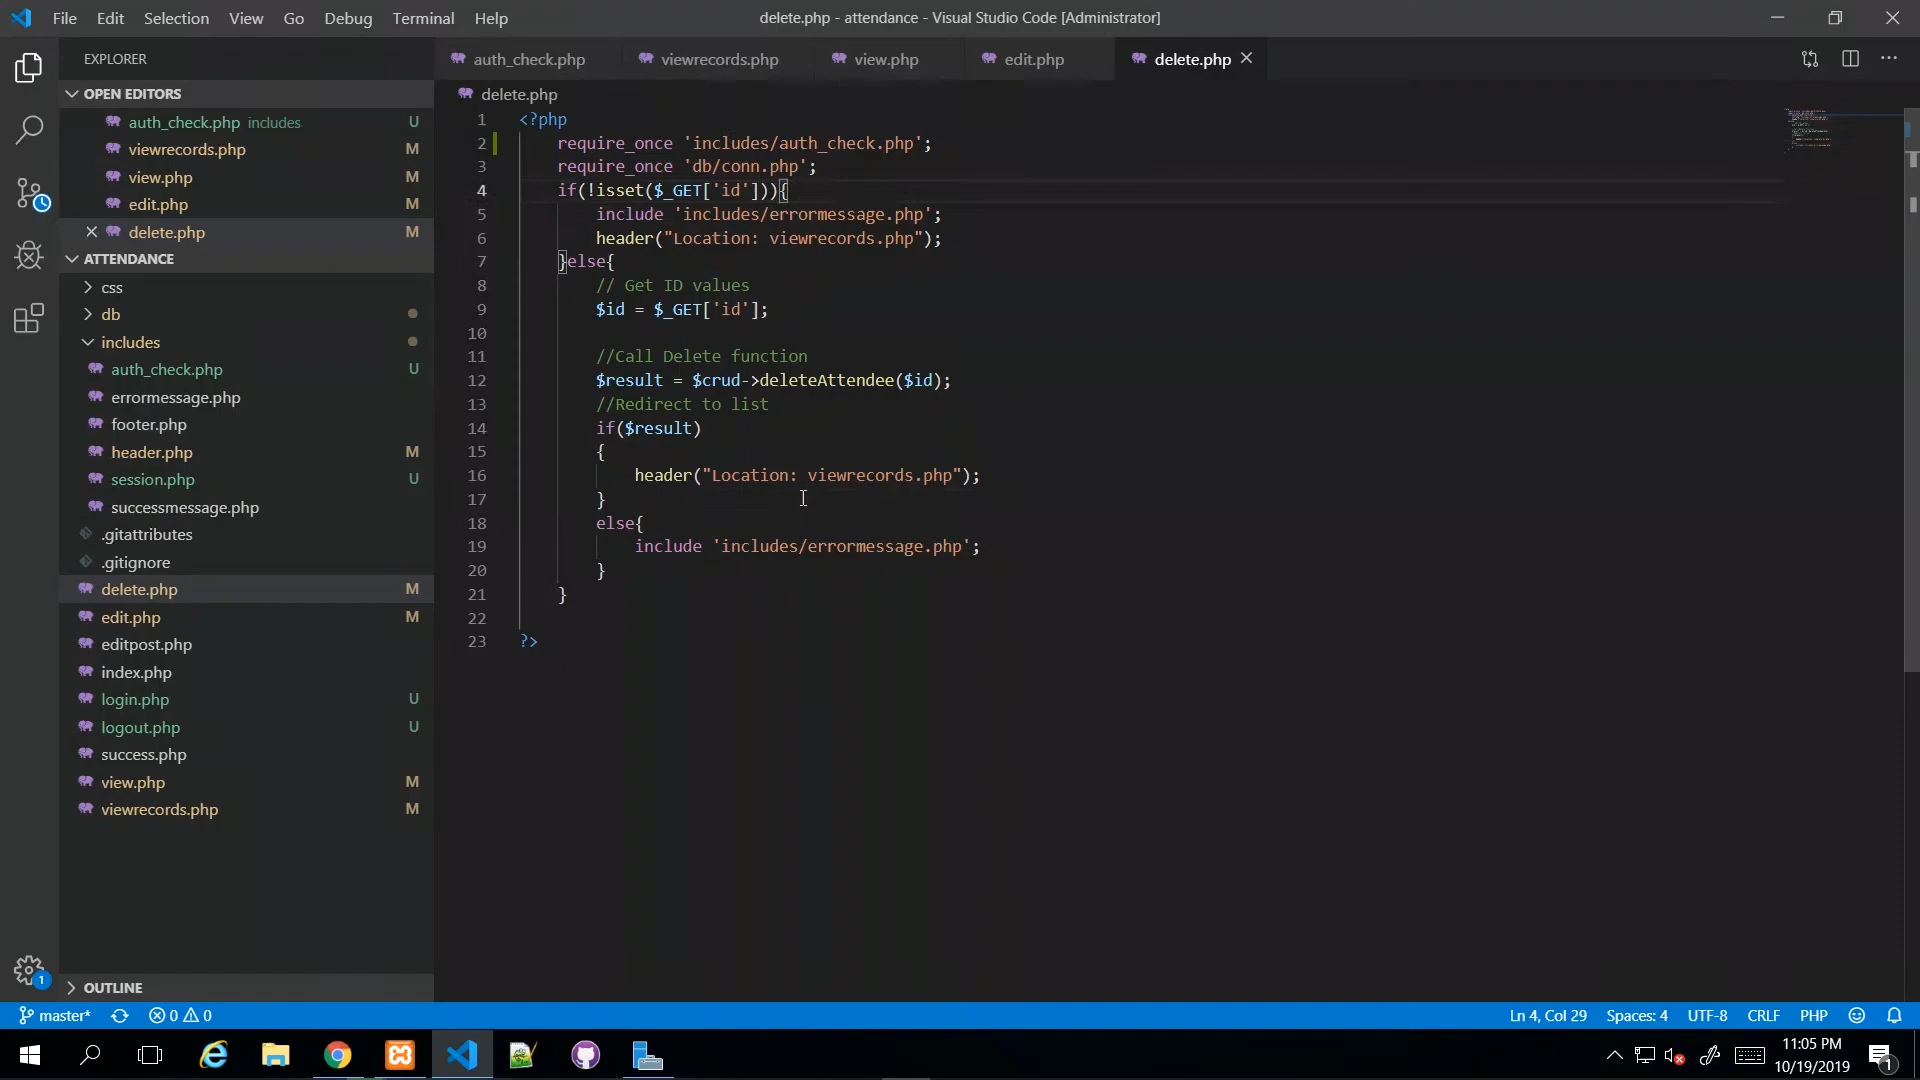 File Edit Selection View Go Debug Terminal Help
delete.php - attendance - Visual Studio Code [Administrator]
EXPLORER
auth_check.php viewrecords.php view.php edit.php delete.php
OPEN EDITORS
auth_check.php includes U
viewrecords.php M
view.php M
edit.php M
delete.php M
ATTENDANCE
css
db
includes
auth_check.php U
errormessage.php
footer.php
header.php M
session.php U
successmessage.php
.gitattributes
.gitignore
delete.php M
edit.php M
editpost.php
index.php
login.php U
logout.php U
success.php
view.php M
viewrecords.php M
OUTLINE
delete.php
1 <?php
2 require_once 'includes/auth_check.php';
3 require_once 'db/conn.php';
4 if(!isset($_GET['id'])){
5 include 'includes/errormessage.php';
6 header("Location: viewrecords.php");
7 }else{
8 // Get ID values
9 $id = $_GET['id'];
10
11 //Call Delete function
12 $result = $crud->deleteAttendee($id);
13 //Redirect to list
14 if($result)
15 {
16 header("Location: viewrecords.php");
17 }
18 else{
19 include 'includes/errormessage.php';
20 }
21 }
22
23 ?>
1
master* 0 0
Ln 4, Col 29 Spaces: 4 UTF-8 CRLF PHP
11:05 PM
10/19/2019
1